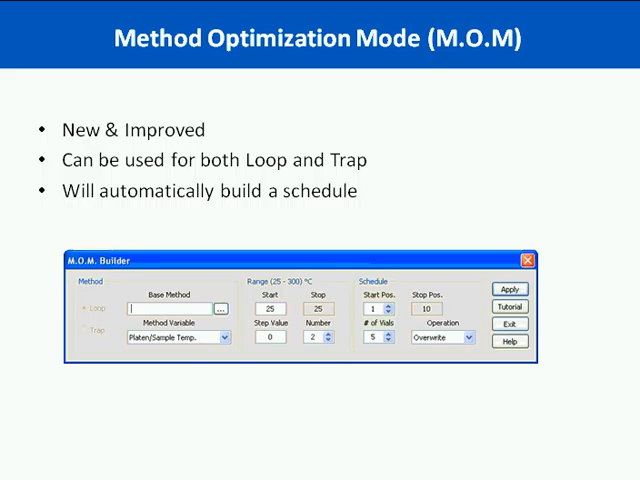 Method Optimization Mode (M.O.M)
• New & Improved
• Can be used for both Loop and Trap
• Will automatically build a schedule
M.O.M. Builder
Method Range (25 - 300) °C Schedule
Base Method Start Stop Start Pos. Stop Pos. Apply
Loop ... 25 25 1 10 Tutorial
Method Variable Step Value Number # of Vials Operation Exit
Trap Platen/Sample Temp. 0 2 5 Overwrite Help